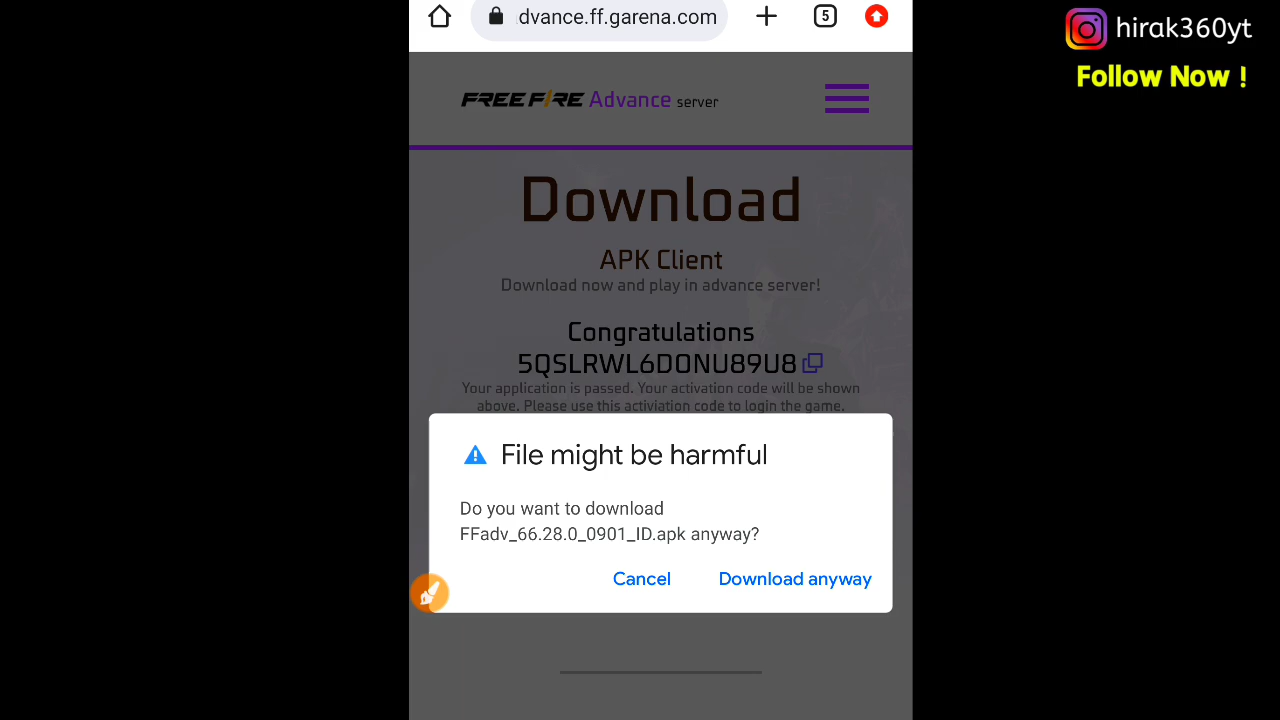 dvance.ff.garena.com
5
hirak360yt
Follow Now !
FREE FIRE Advance server
Download
APK Client
Download now and play in advance server!
Congratulations
5QSLRWL6DONU89U8
Your application is passed. Your activation code will be shown
above. Please use this activiation code to login the game.
File might be harmful
Do you want to download
FFadv_66.28.0_0901_ID.apk anyway?
Cancel Download anyway